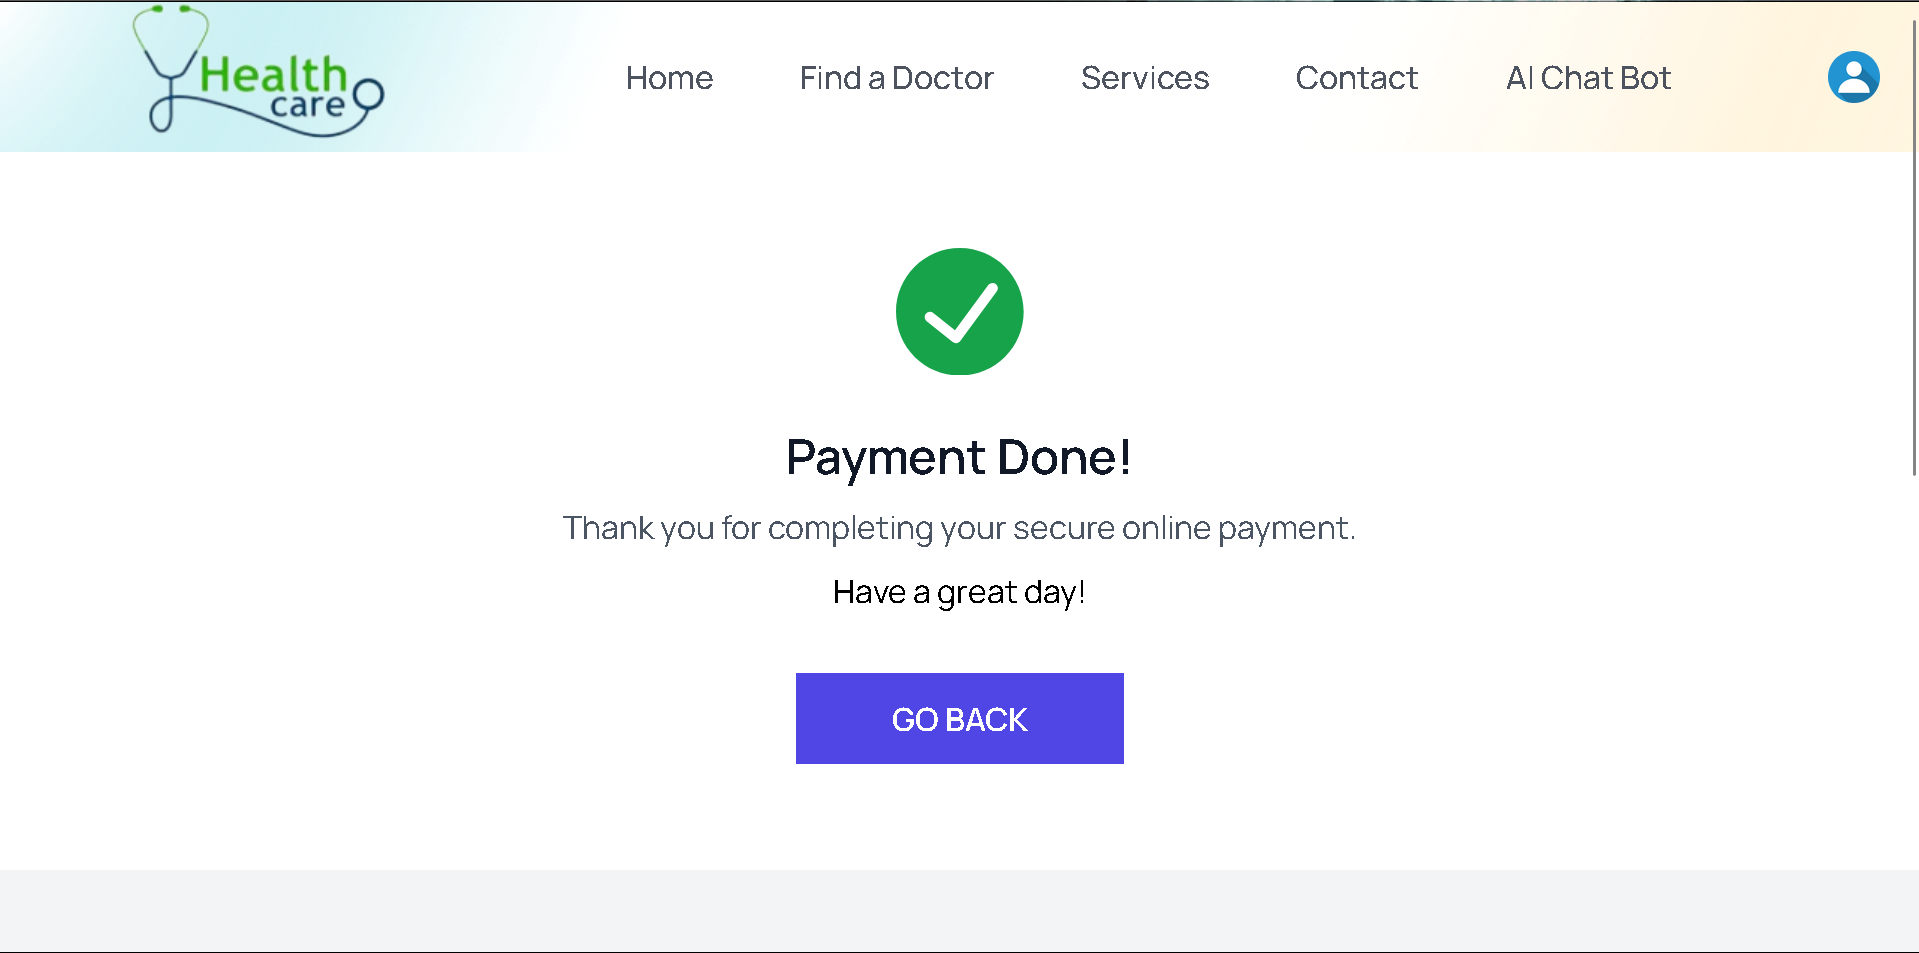 Health
care
Home Find a Doctor Services Contact AI Chat Bot
Payment Done!
Thank you for completing your secure online payment.
Have a great day!
GO BACK